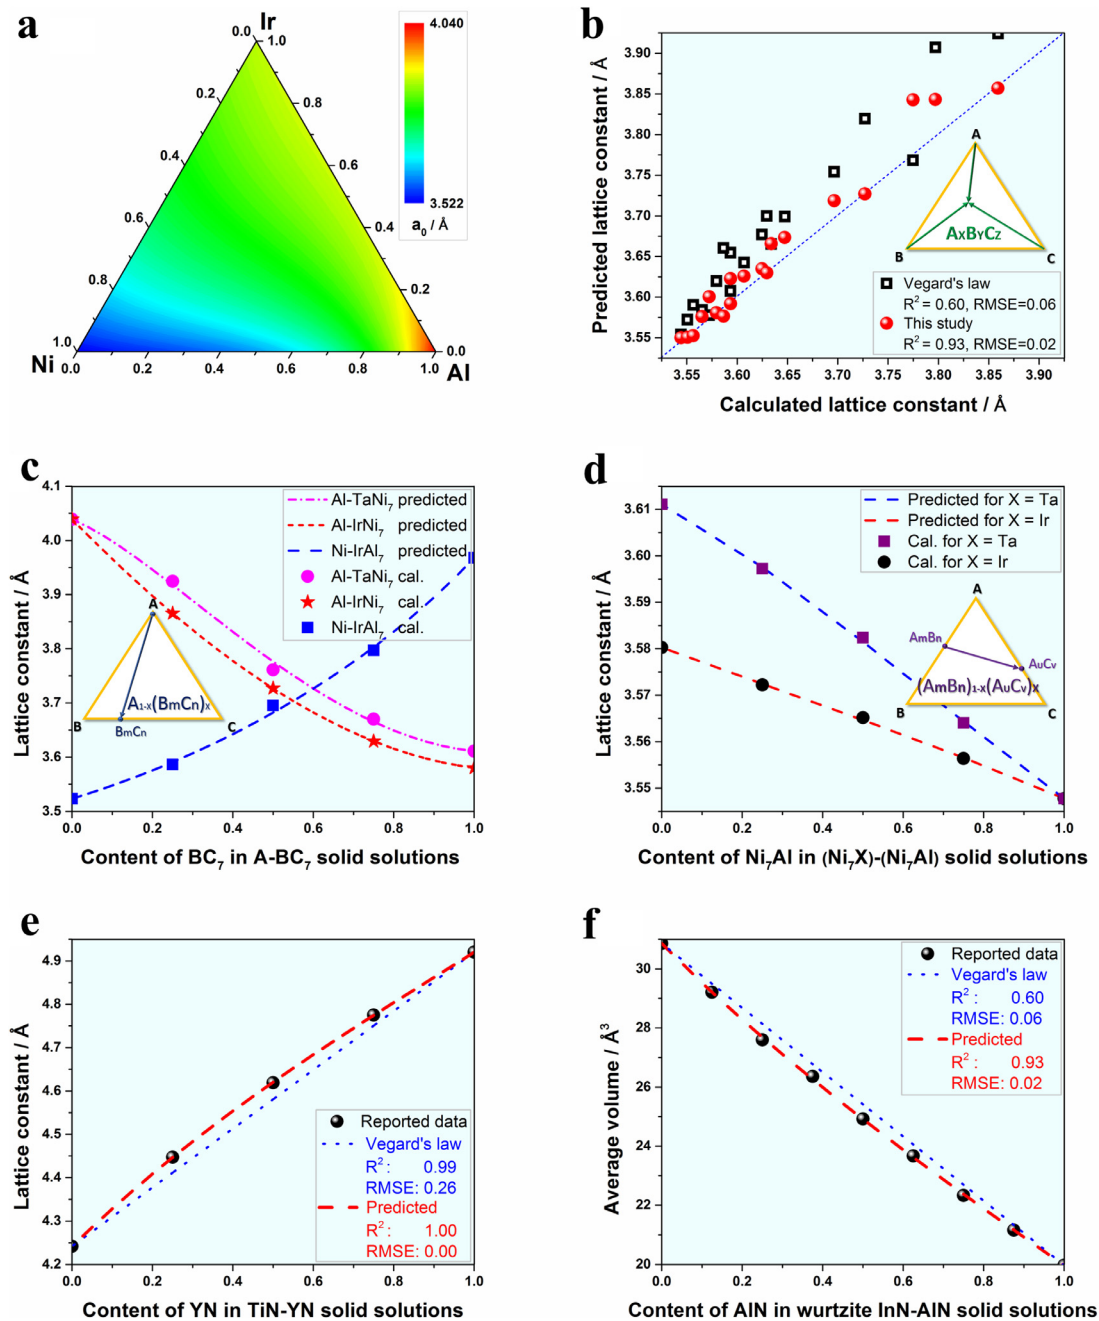 a
Ir
0.0
1.0
0.2
0.8
0.4
0.6
0.6
0.4
0.8
0.2
1.0
0.0
Ni
0.0 0.2 0.4 0.6 0.8 1.0
Al
4.040
3.522
a₀ / Å
b
Predicted lattice constant / Å
3.90
3.85
3.80
3.75
3.70
3.65
3.60
3.55
3.55 3.60 3.65 3.70 3.75 3.80 3.85 3.90
Calculated lattice constant / Å
A
AXBYCZ
B
C
Vegard's law
R² = 0.60, RMSE=0.06
This study
R² = 0.93, RMSE=0.02
c
Lattice constant / Å
4.1
4.0
3.9
3.8
3.7
3.6
3.5
0.0 0.2 0.4 0.6 0.8 1.0
Content of BC₇ in A-BC₇ solid solutions
Al-TaNi₇ predicted
Al-IrNi₇ predicted
Ni-IrAl₇ predicted
Al-TaNi₇ cal.
Al-IrNi₇ cal.
Ni-IrAl₇ cal.
A
A1-X(BmCn)x
B
C
BmCn
d
Lattice constant / Å
3.61
3.60
3.59
3.58
3.57
3.56
3.55
0.0 0.2 0.4 0.6 0.8 1.0
Content of Ni₇Al in (Ni₇X)-(Ni₇Al) solid solutions
Predicted for X = Ta
Predicted for X = Ir
Cal. for X = Ta
Cal. for X = Ir
A
AmBn
AuCv
(AmBn)1-X(AuCv)x
B
C
e
Lattice constant / Å
4.9
4.8
4.7
4.6
4.5
4.4
4.3
4.2
0.0 0.2 0.4 0.6 0.8 1.0
Content of YN in TiN-YN solid solutions
Reported data
Vegard's law
R² : 0.99
RMSE: 0.26
Predicted
R² : 1.00
RMSE: 0.00
f
Average volume / Å³
30
28
26
24
22
20
0.0 0.2 0.4 0.6 0.8 1.0
Content of AlN in wurtzite InN-AlN solid solutions
Reported data
Vegard's law
R² : 0.60
RMSE: 0.06
Predicted
R² : 0.93
RMSE: 0.02